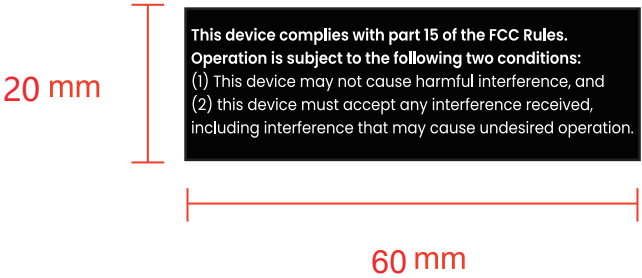 This device complies with part 15 of the FCC Rules.
Operation is subject to the following two conditions:
(1) This device may not cause harmful interference, and
(2) this device must accept any interference received,
including interference that may cause undesired operation.
20 mm
60 mm